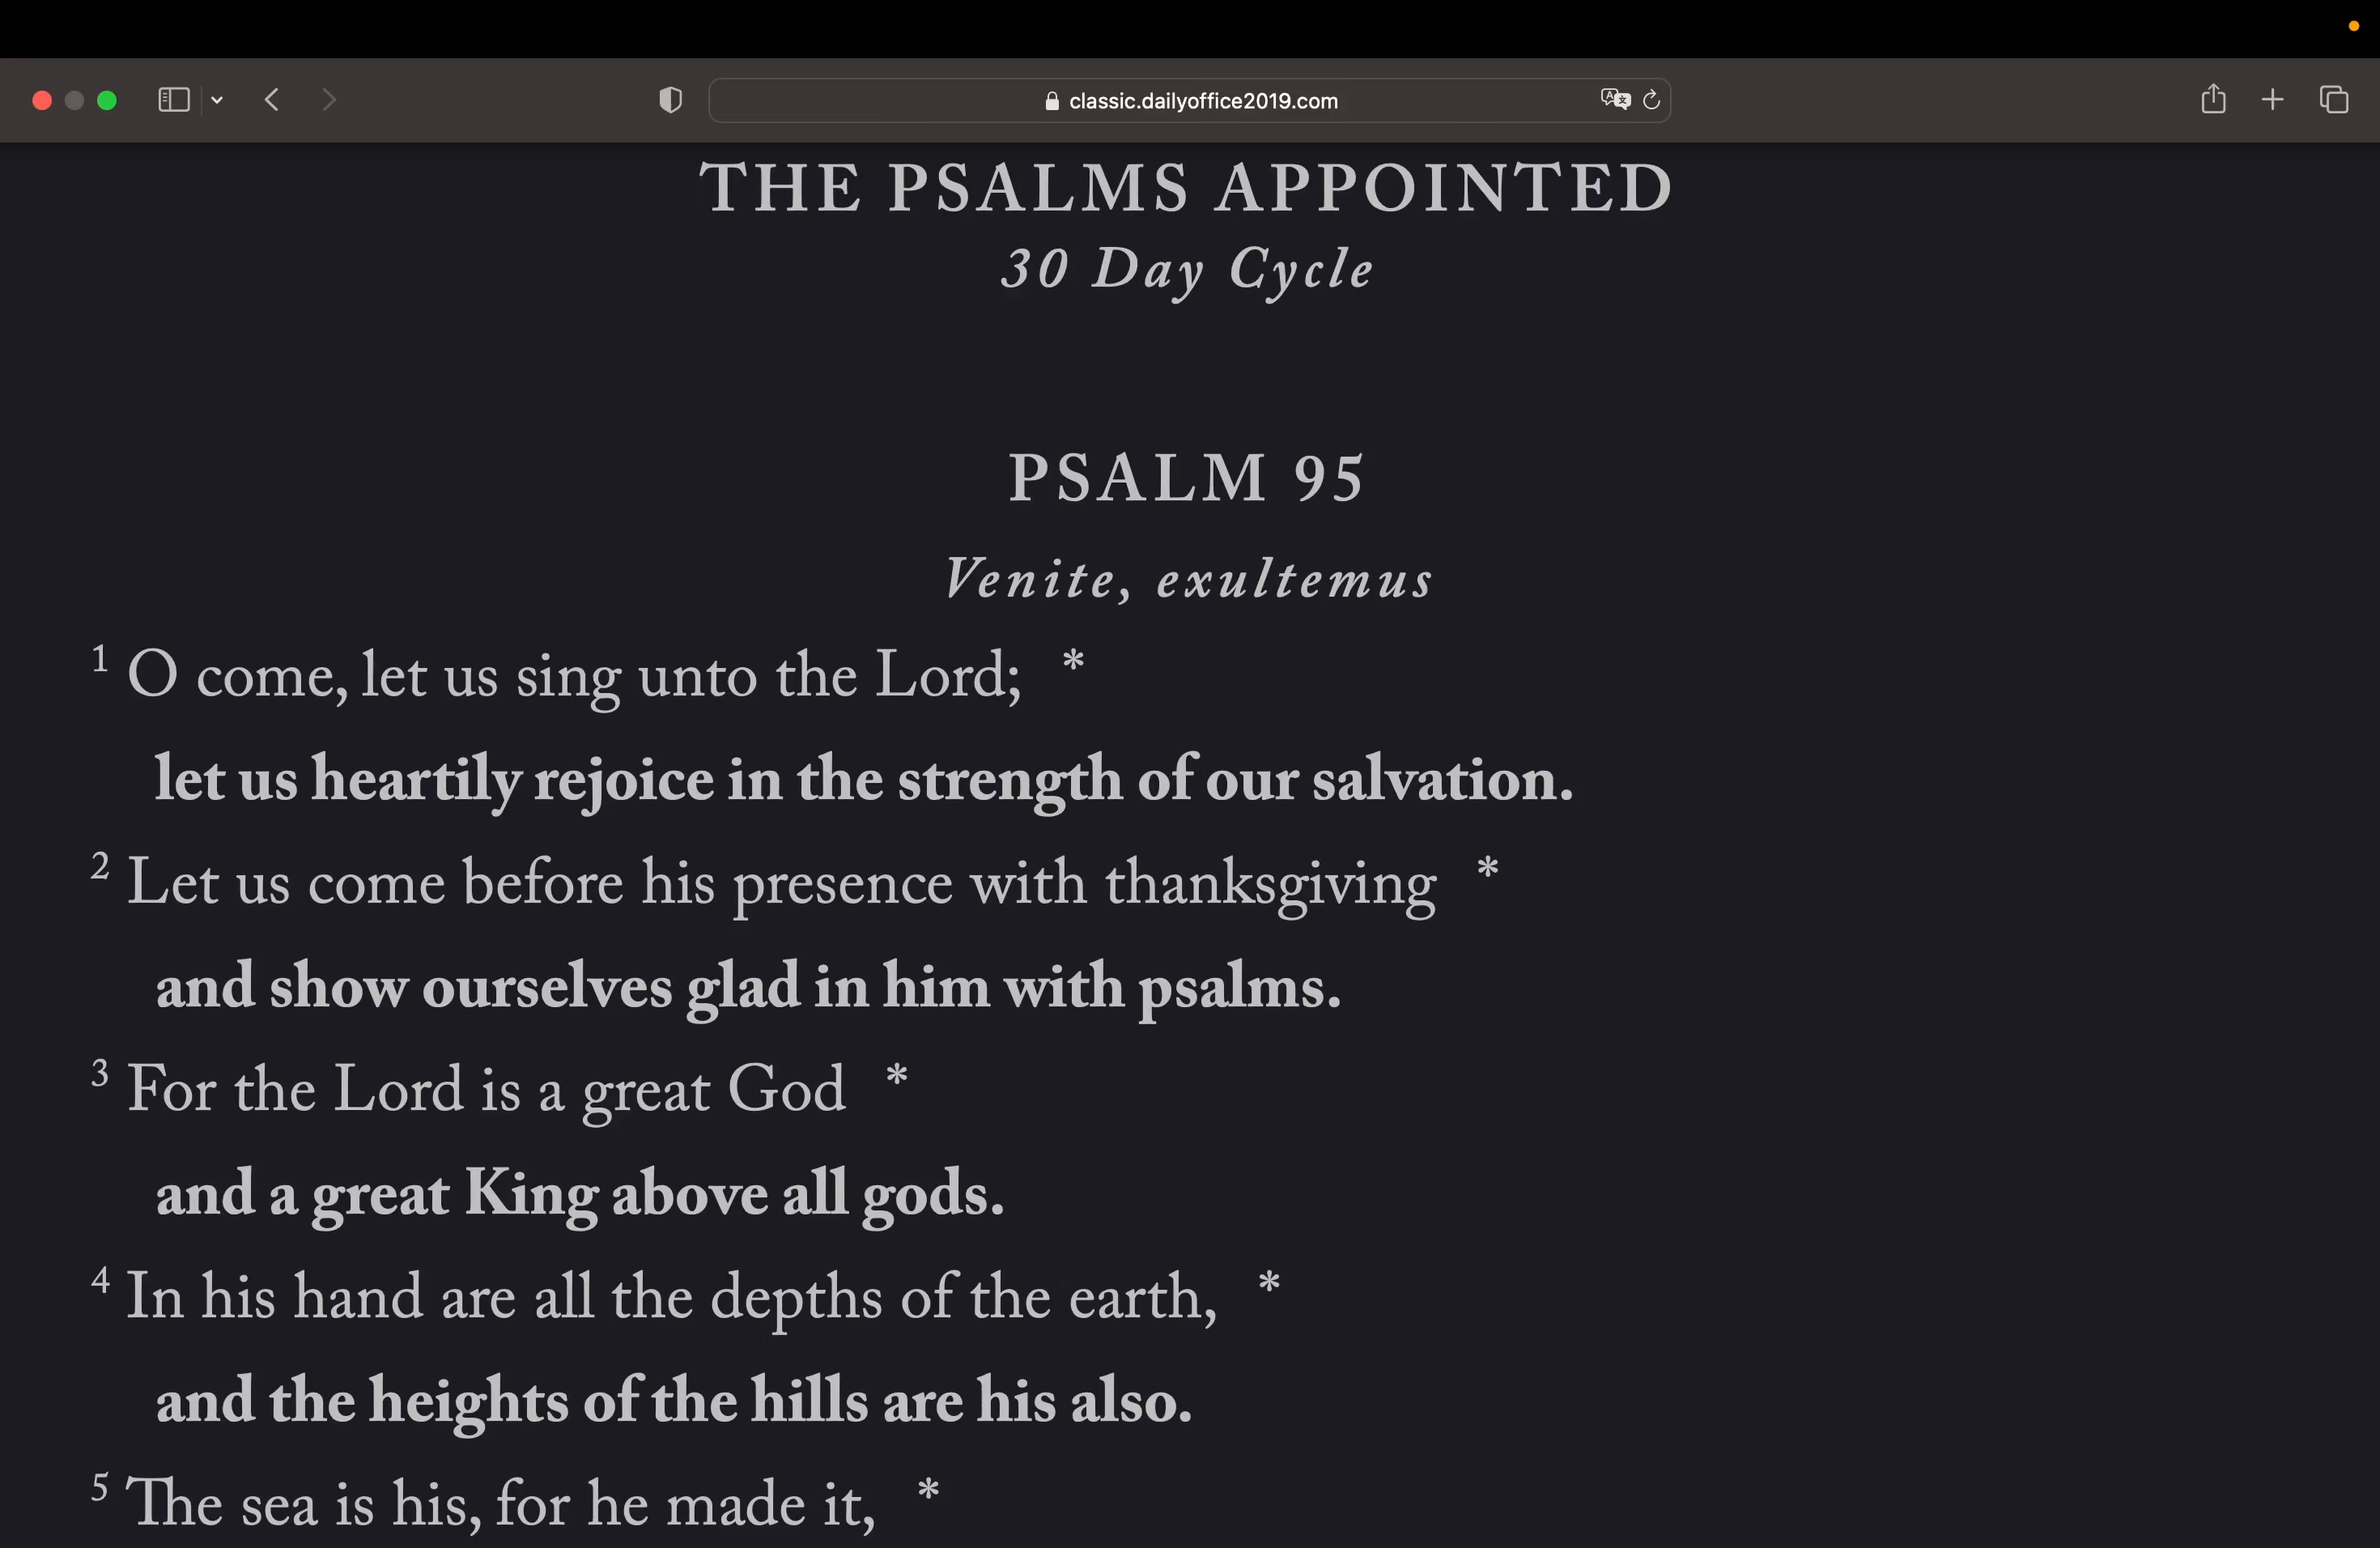 classic.dailyoffice2019.com
THE PSALMS APPOINTED
30 Day Cycle
PSALM 95
Venite, exultemus
1 O come, let us sing unto the Lord; *
let us heartily rejoice in the strength of our salvation.
2 Let us come before his presence with thanksgiving *
and show ourselves glad in him with psalms.
3 For the Lord is a great God *
and a great King above all gods.
4 In his hand are all the depths of the earth, *
and the heights of the hills are his also.
5 The sea is his, for he made it, *